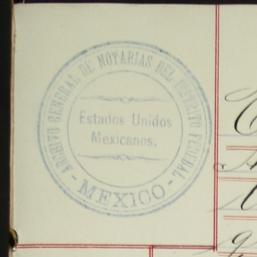 ARCHIVO GENERAL DE NOTARIAS DEL DISTRITO FEDERAL
Estados Unidos
Mexicanos.
- MEXICO -